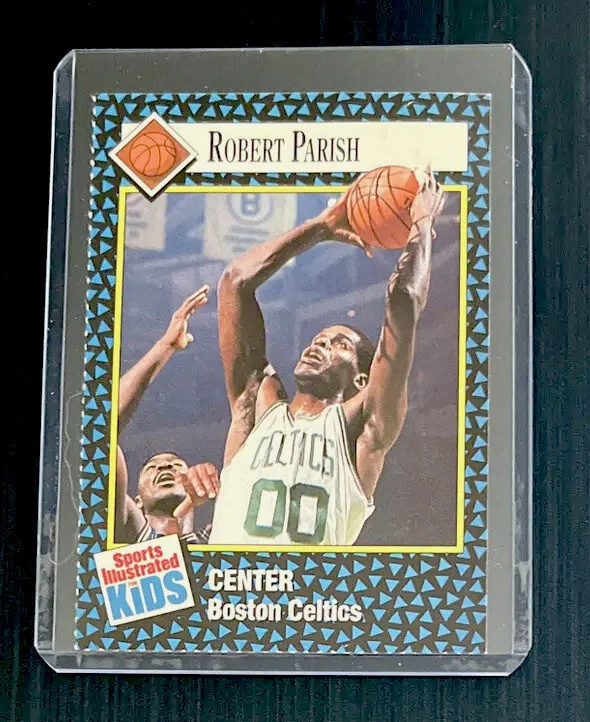 ROBERT PARISH
B
CELTICS
00
Sports
Illustrated
FOR
KIDS
CENTER
Boston Celtics